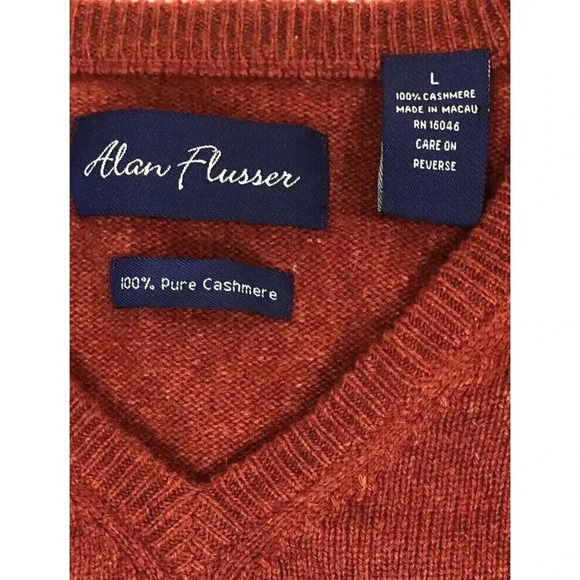 Alan Flusser
100% Pure Cashmere
L
100% CASHMERE
MADE IN MACAU
RN 16046
CARE ON
REVERSE